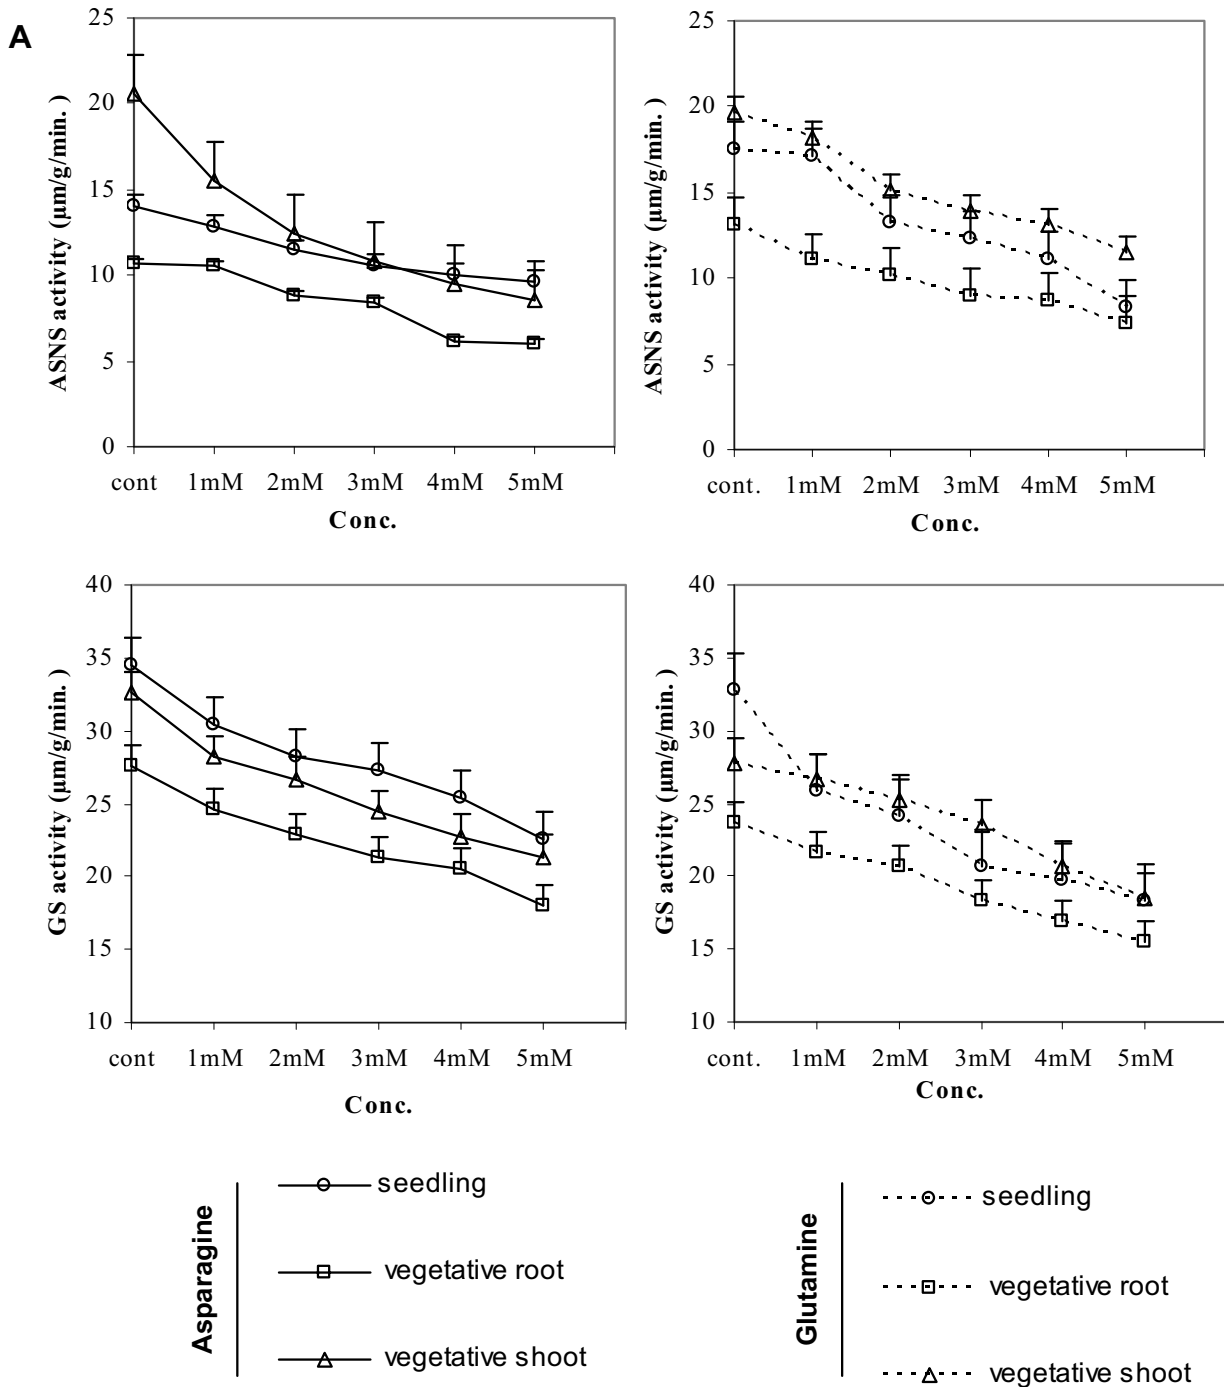 A
ASNS activity (µm/g/min. )
25
20
15
10
5
0
cont 1mM 2mM 3mM 4mM 5mM
Conc.
ASNS activity (µm/g/min. )
25
20
15
10
5
0
cont. 1mM 2mM 3mM 4mM 5mM
Conc.
GS activity (µm/g/min. )
40
35
30
25
20
15
10
cont 1mM 2mM 3mM 4mM 5mM
Conc.
GS activity (µm/g/min. )
40
35
30
25
20
15
10
cont. 1mM 2mM 3mM 4mM 5mM
Conc.
Asparagine
seedling
vegetative root
vegetative shoot
Glutamine
seedling
vegetative root
vegetative shoot